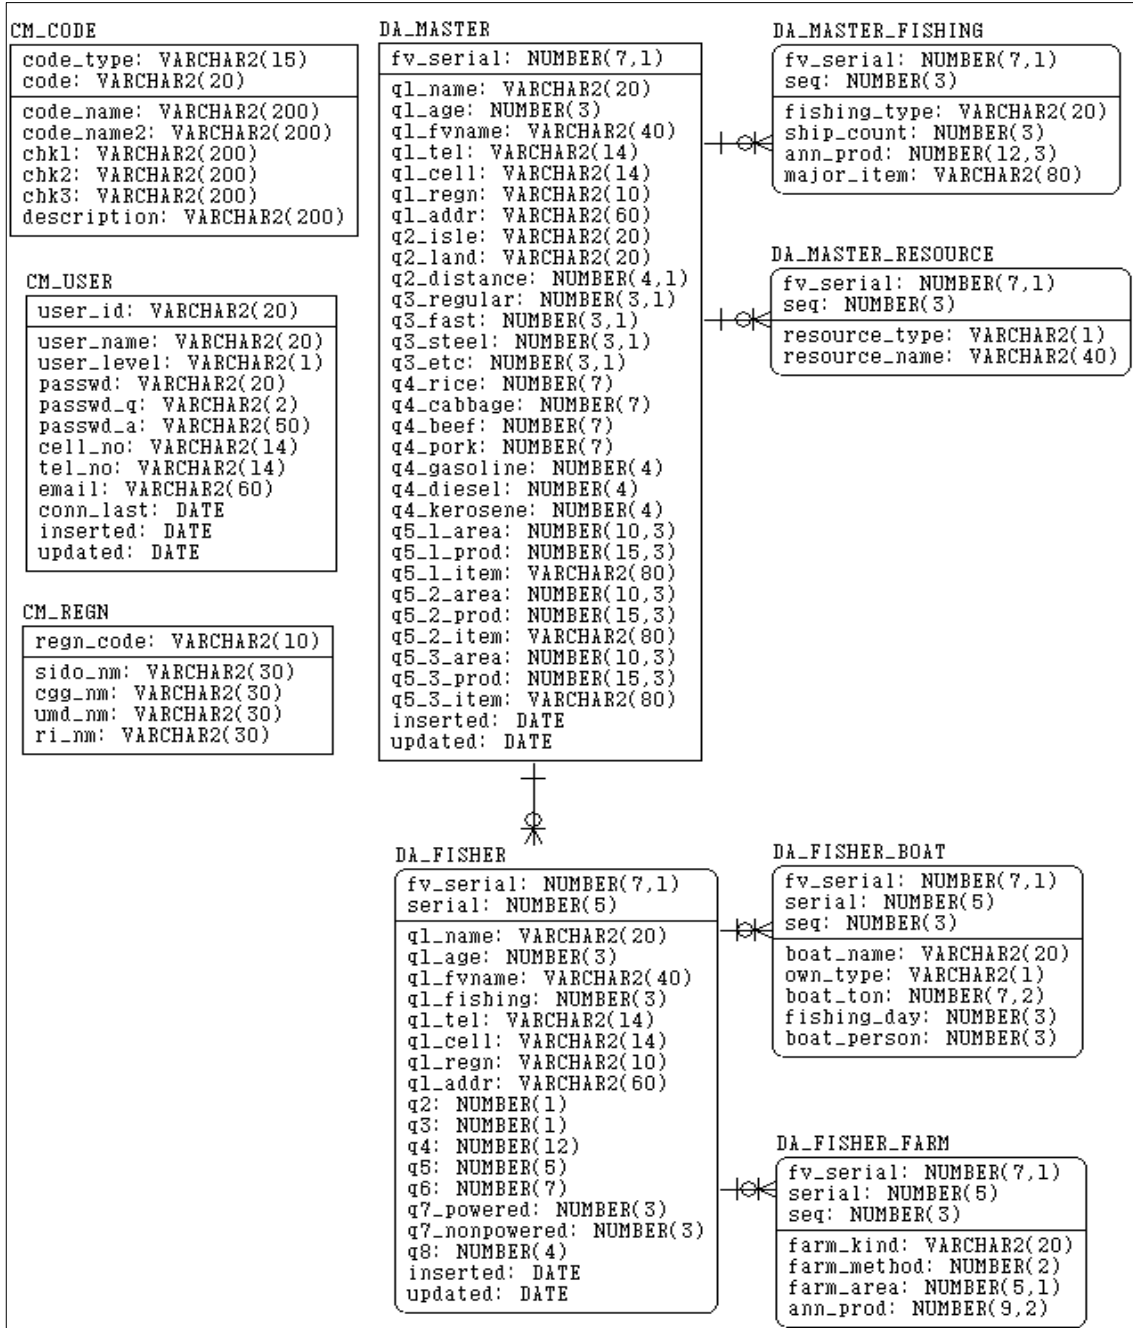 CM_CODE
code_type: VARCHAR2(15)
code: VARCHAR2(20)
code_name: VARCHAR2(200)
code_name2: VARCHAR2(200)
chk1: VARCHAR2(200)
chk2: VARCHAR2(200)
chk3: VARCHAR2(200)
description: VARCHAR2(200)
CM_USER
user_id: VARCHAR2(20)
user_name: VARCHAR2(20)
user_level: VARCHAR2(1)
passwd: VARCHAR2(20)
passwd_q: VARCHAR2(2)
passwd_a: VARCHAR2(50)
cell_no: VARCHAR2(14)
tel_no: VARCHAR2(14)
email: VARCHAR2(60)
conn_last: DATE
inserted: DATE
updated: DATE
CM_REGN
regn_code: VARCHAR2(10)
sido_nm: VARCHAR2(30)
cgg_nm: VARCHAR2(30)
umd_nm: VARCHAR2(30)
ri_nm: VARCHAR2(30)
DA_MASTER
fv_serial: NUMBER(7,1)
q1_name: VARCHAR2(20)
q1_age: NUMBER(3)
q1_fvname: VARCHAR2(40)
q1_tel: VARCHAR2(14)
q1_cell: VARCHAR2(14)
q1_regn: VARCHAR2(10)
q1_addr: VARCHAR2(60)
q2_isle: VARCHAR2(20)
q2_land: VARCHAR2(20)
q2_distance: NUMBER(4,1)
q3_regular: NUMBER(3,1)
q3_fast: NUMBER(3,1)
q3_steel: NUMBER(3,1)
q3_etc: NUMBER(3,1)
q4_rice: NUMBER(7)
q4_cabbage: NUMBER(7)
q4_beef: NUMBER(7)
q4_pork: NUMBER(7)
q4_gasoline: NUMBER(4)
q4_diesel: NUMBER(4)
q4_kerosene: NUMBER(4)
q5_1_area: NUMBER(10,3)
q5_1_prod: NUMBER(15,3)
q5_1_item: VARCHAR2(80)
q5_2_area: NUMBER(10,3)
q5_2_prod: NUMBER(15,3)
q5_2_item: VARCHAR2(80)
q5_3_area: NUMBER(10,3)
q5_3_prod: NUMBER(15,3)
q5_3_item: VARCHAR2(80)
inserted: DATE
updated: DATE
DA_MASTER_FISHING
fv_serial: NUMBER(7,1)
seq: NUMBER(3)
fishing_type: VARCHAR2(20)
ship_count: NUMBER(3)
ann_prod: NUMBER(12,3)
major_item: VARCHAR2(80)
DA_MASTER_RESOURCE
fv_serial: NUMBER(7,1)
seq: NUMBER(3)
resource_type: VARCHAR2(1)
resource_name: VARCHAR2(40)
DA_FISHER
fv_serial: NUMBER(7,1)
serial: NUMBER(5)
q1_name: VARCHAR2(20)
q1_age: NUMBER(3)
q1_fvname: VARCHAR2(40)
q1_fishing: NUMBER(3)
q1_tel: VARCHAR2(14)
q1_cell: VARCHAR2(14)
q1_regn: VARCHAR2(10)
q1_addr: VARCHAR2(60)
q2: NUMBER(1)
q3: NUMBER(1)
q4: NUMBER(12)
q5: NUMBER(5)
q6: NUMBER(7)
q7_powered: NUMBER(3)
q7_nonpowered: NUMBER(3)
q8: NUMBER(4)
inserted: DATE
updated: DATE
DA_FISHER_BOAT
fv_serial: NUMBER(7,1)
serial: NUMBER(5)
seq: NUMBER(3)
boat_name: VARCHAR2(20)
own_type: VARCHAR2(1)
boat_ton: NUMBER(7,2)
fishing_day: NUMBER(3)
boat_person: NUMBER(3)
DA_FISHER_FARM
fv_serial: NUMBER(7,1)
serial: NUMBER(5)
seq: NUMBER(3)
farm_kind: VARCHAR2(20)
farm_method: NUMBER(2)
farm_area: NUMBER(5,1)
ann_prod: NUMBER(9,2)